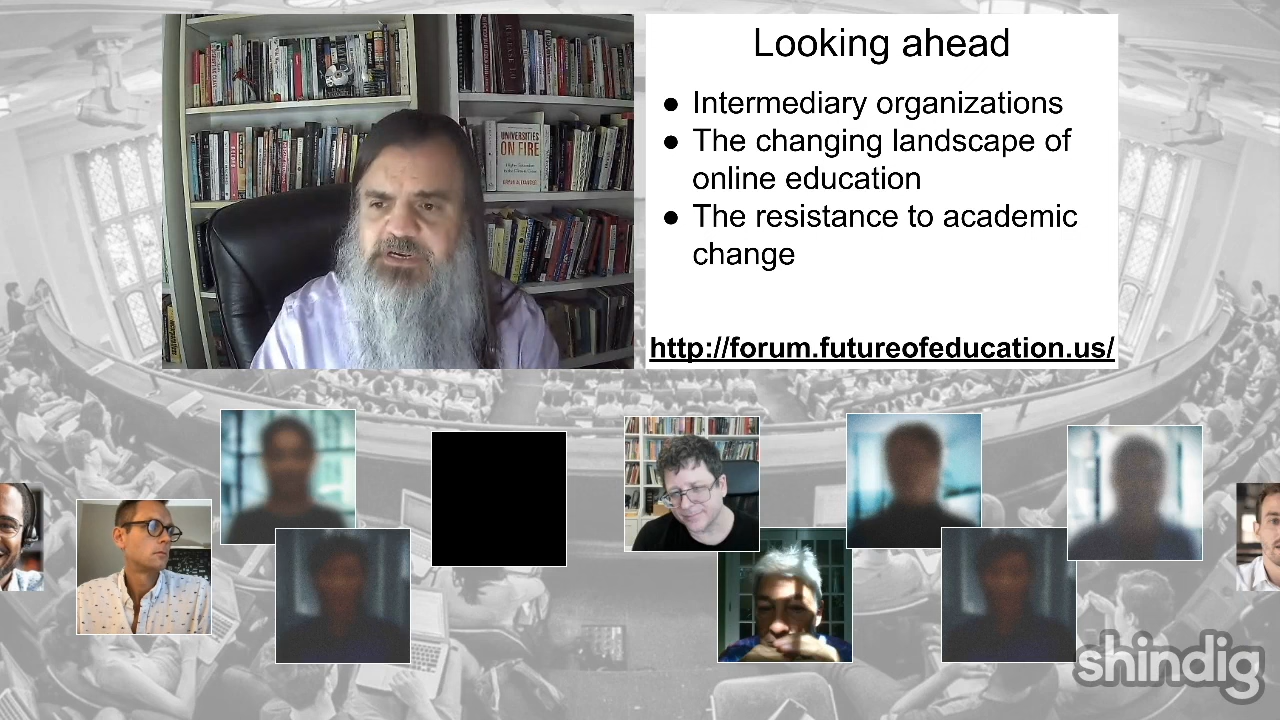 Looking ahead
● Intermediary organizations
● The changing landscape of
online education
● The resistance to academic
change
http://forum.futureofeducation.us/
UNIVERSITIES
ON FIRE
shindig